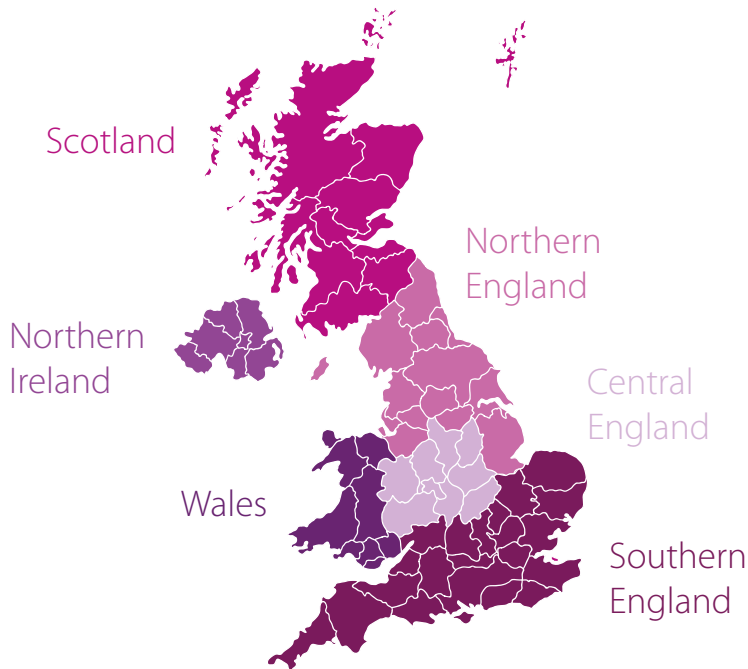 Scotland
Northern
England
Northern
Ireland
Central
England
Wales
Southern
England